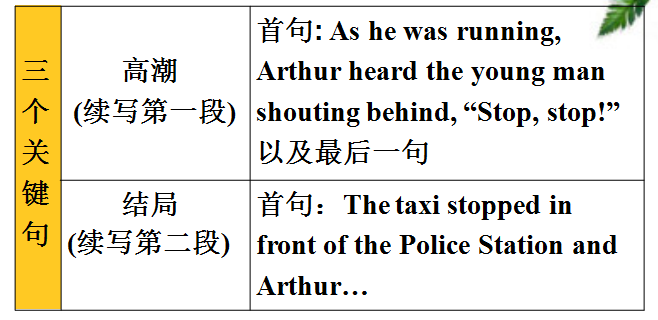 三个关键句
高潮
(续写第一段)
首句: As he was running,
Arthur heard the young man
shouting behind, “Stop, stop!”
以及最后一句
结局
(续写第二段)
首句：The taxi stopped in
front of the Police Station and
Arthur…